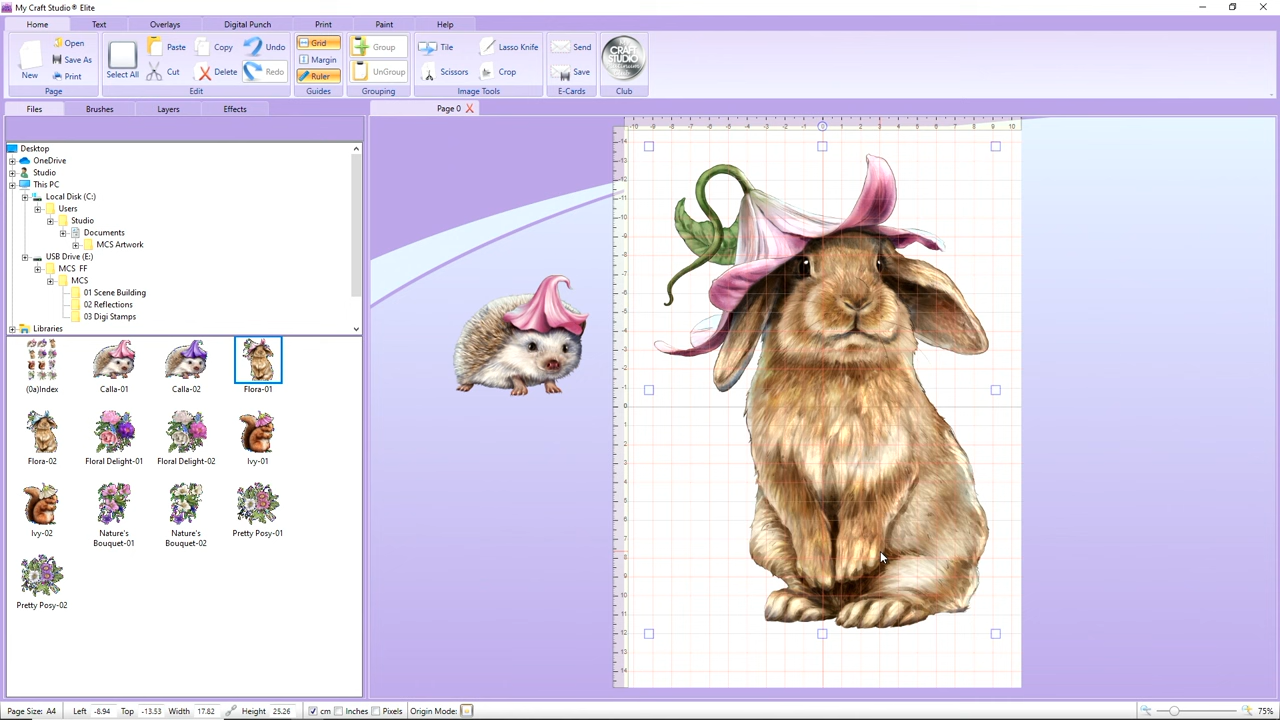 My Craft Studio® Elite
Home Text Overlays Digital Punch Print Paint Help
New Open Save As Print
Page
Select All Paste Copy Undo Cut Delete Redo
Edit
Grid Margin Ruler
Guides
Group UnGroup
Grouping
Tile Lasso Knife Scissors Crop
Image Tools
Send Save
E-Cards
CRAFT STUDIO
Club
Files Brushes Layers Effects
Page 0
Desktop
OneDrive
Studio
This PC
Local Disk (C:)
Users
Studio
Documents
MCS Artwork
USB Drive (E:)
MCS FF
MCS
01 Scene Building
02 Reflections
03 Digi Stamps
Libraries
(0a)Index Calla-01 Calla-02 Flora-01
Flora-02 Floral Delight-01 Floral Delight-02 Ivy-01
Ivy-02 Nature's Bouquet-01 Nature's Bouquet-02 Pretty Posy-01
Pretty Posy-02
Page Size: A4 Left -8.94 Top -13.53 Width 17.82 Height 25.26 cm Inches Pixels Origin Mode: 75%